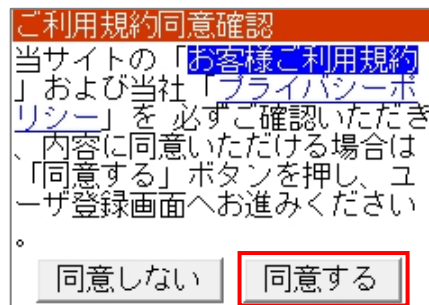 ご利用規約同意確認
当サイトの「お客様ご利用規約
」および当社「プライバシーポ
リシー」を 必ずご確認いただき
、内容に同意いただける場合は
「同意する」ボタンを押し、ユ
ーザ登録画面へお進みください
。
同意しない 同意する